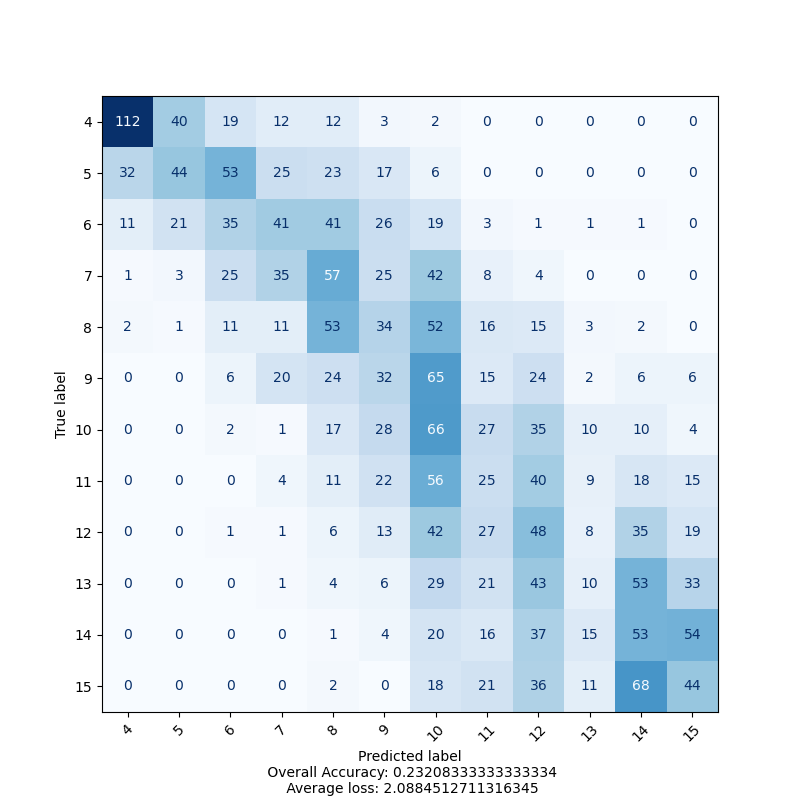 4 112 40 19 12 12 3 2 0 0 0 0 0
5 32 44 53 25 23 17 6 0 0 0 0 0
6 11 21 35 41 41 26 19 3 1 1 1 0
7 1 3 25 35 57 25 42 8 4 0 0 0
8 2 1 11 11 53 34 52 16 15 3 2 0
9 0 0 6 20 24 32 65 15 24 2 6 6
10 0 0 2 1 17 28 66 27 35 10 10 4
11 0 0 0 4 11 22 56 25 40 9 18 15
12 0 0 1 1 6 13 42 27 48 8 35 19
13 0 0 0 1 4 6 29 21 43 10 53 33
14 0 0 0 0 1 4 20 16 37 15 53 54
15 0 0 0 0 2 0 18 21 36 11 68 44
True label
4 5 6 7 8 9 10 11 12 13 14 15
Predicted label
Overall Accuracy: 0.23208333333333334
Average loss: 2.0884512711316345